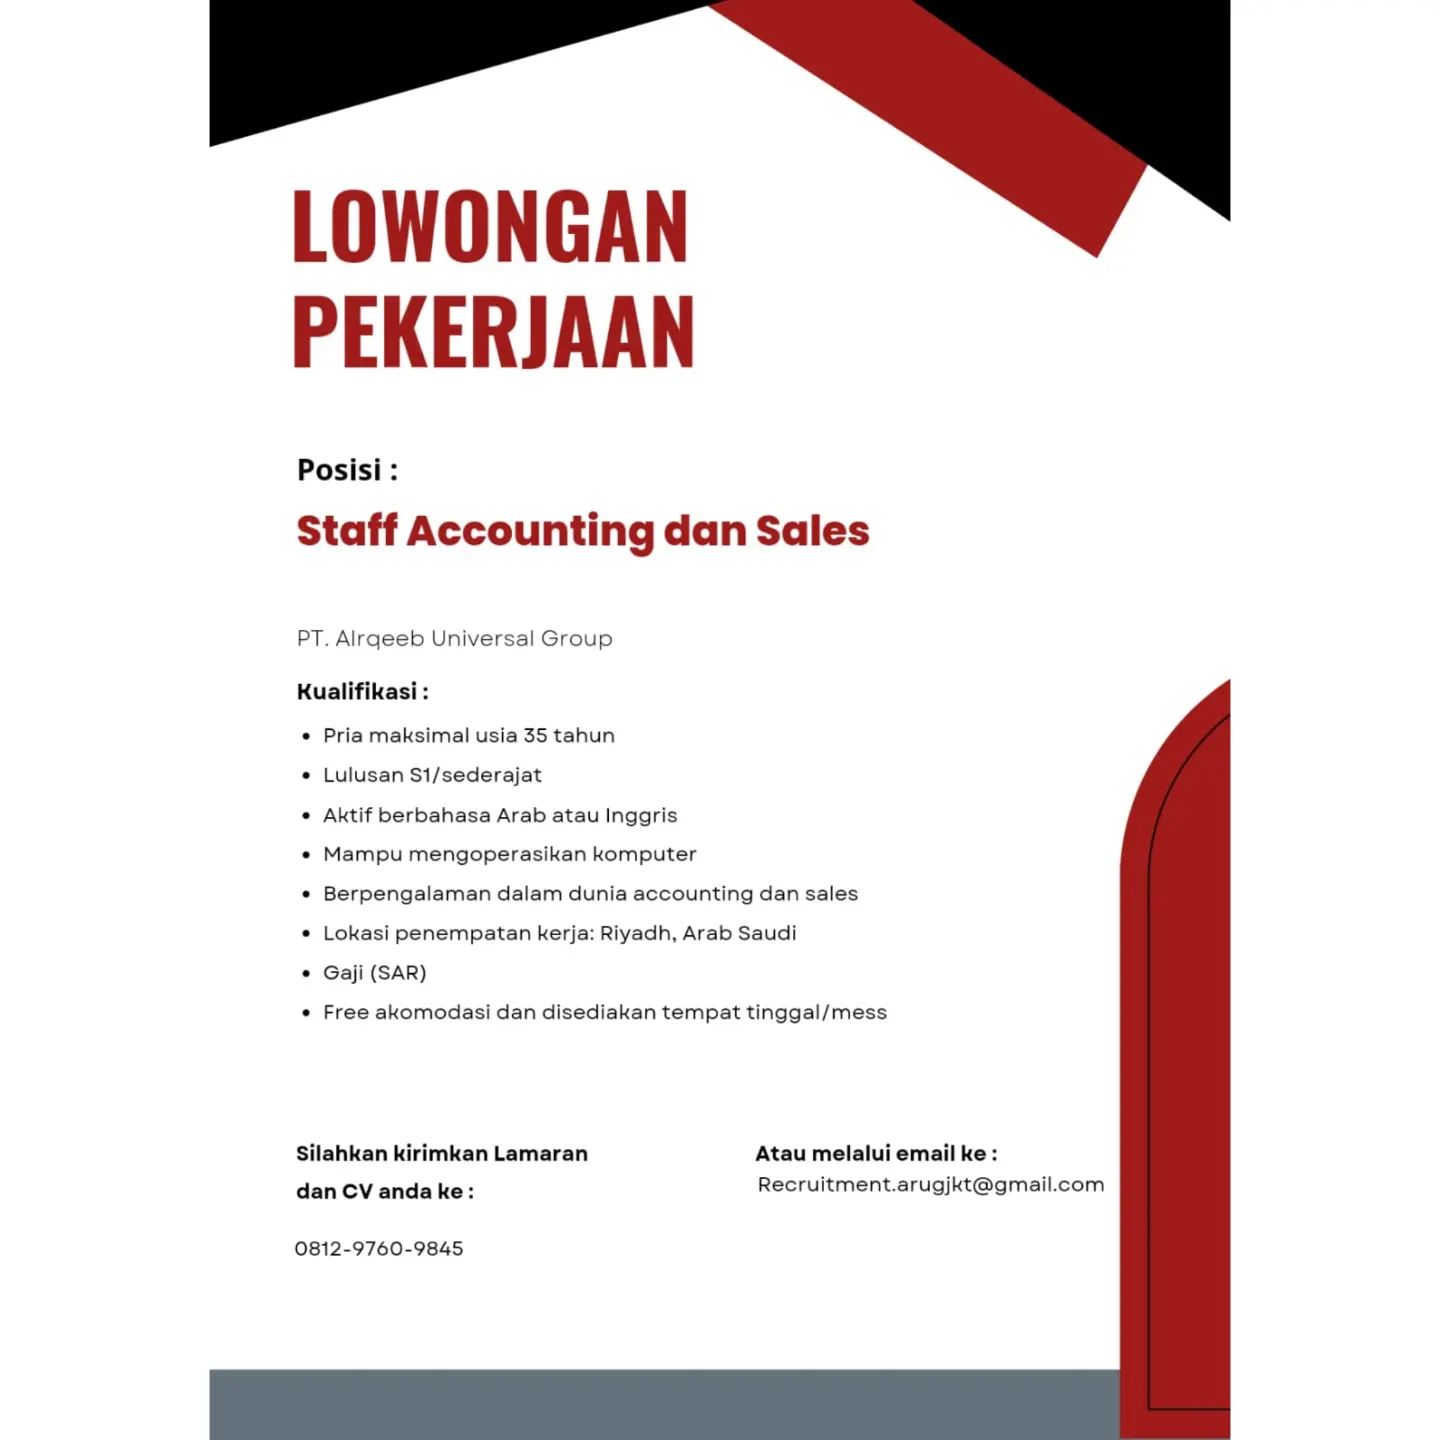 LOWONGAN
PEKERJAAN
Posisi :
Staff Accounting dan Sales
PT. Alrqeeb Universal Group
Kualifikasi :
• Pria maksimal usia 35 tahun
• Lulusan S1/sederajat
• Aktif berbahasa Arab atau Inggris
• Mampu mengoperasikan komputer
• Berpengalaman dalam dunia accounting dan sales
• Lokasi penempatan kerja: Riyadh, Arab Saudi
• Gaji (SAR)
• Free akomodasi dan disediakan tempat tinggal/mess
Silahkan kirimkan Lamaran
dan CV anda ke :
0812-9760-9845
Atau melalui email ke :
Recruitment.arugjkt@gmail.com